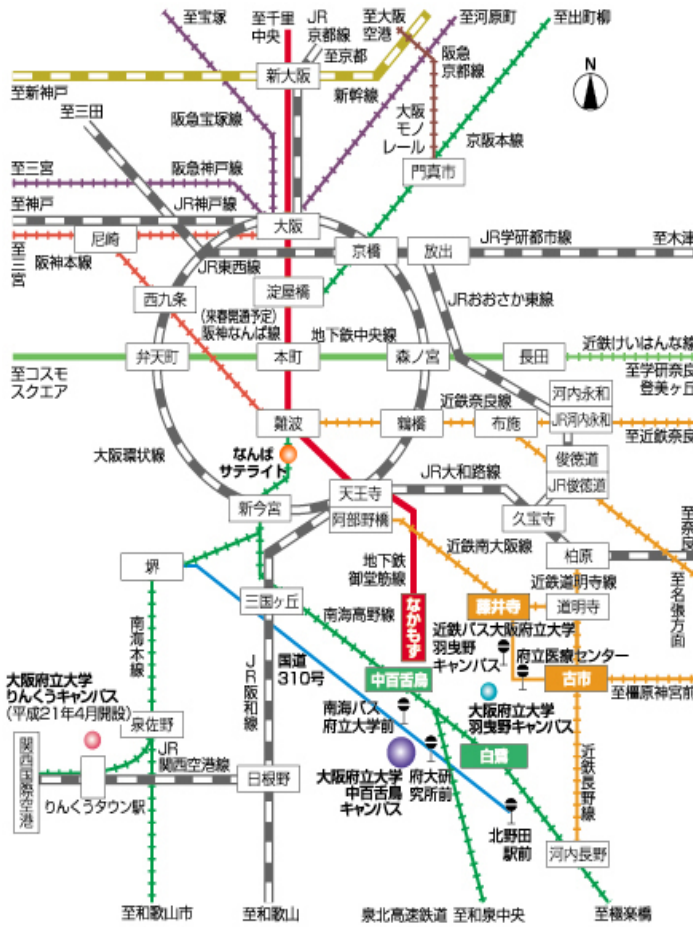 至宝塚
至千里
中央
JR
京都線
至京都
至大阪
空港
至河原町
至出町柳
阪急
京都線
N
新大阪
至新神戸
新幹線
至三田
阪急宝塚線
大阪
モノ
レール
京阪本線
門真市
至三宮
阪急神戸線
至神戸
JR神戸線
大阪
尼崎
京橋
放出
JR学研都市線
至木津
至三宮
阪神本線
JR東西線
淀屋橋
JRおおさか東線
西九条
(来春開通予定)
阪神なんば線
地下鉄中央線
近鉄けいはんな線
弁天町
本町
森ノ宮
長田
至コスモ
スクエア
至学研奈良
登美ヶ丘
河内永和
JR河内永和
近鉄奈良線
難波
鶴橋
布施
至近鉄奈良
大阪環状線
なんば
サテライト
俊徳道
JR俊徳道
JR大和路線
天王寺
新今宮
阿部野橋
久宝寺
至奈良
近鉄南大阪線
柏原
堺
地下鉄
御堂筋線
近鉄道明寺線
至名張方面
三国ヶ丘
南海高野線
なかもず
藤井寺
道明寺
南海本線
JR阪和線
国道
310号
近鉄バス大阪府立大学
羽曳野
キャンパス
府立医療センター
中百舌鳥
古市
至橿原神宮前
大阪府立大学
りんくうキャンパス
(平成21年4月開設)
南海バス
府立大学前
大阪府立大学
羽曳野キャンパス
泉佐野
白鷺
近鉄長野線
関西国際空港
JR
関西空港線
日根野
大阪府立大学
中百舌鳥
キャンパス
府大研
究所前
りんくうタウン駅
北野田
駅前
河内長野
至和歌山市
至和歌山
泉北高速鉄道
至和泉中央
至極楽橋